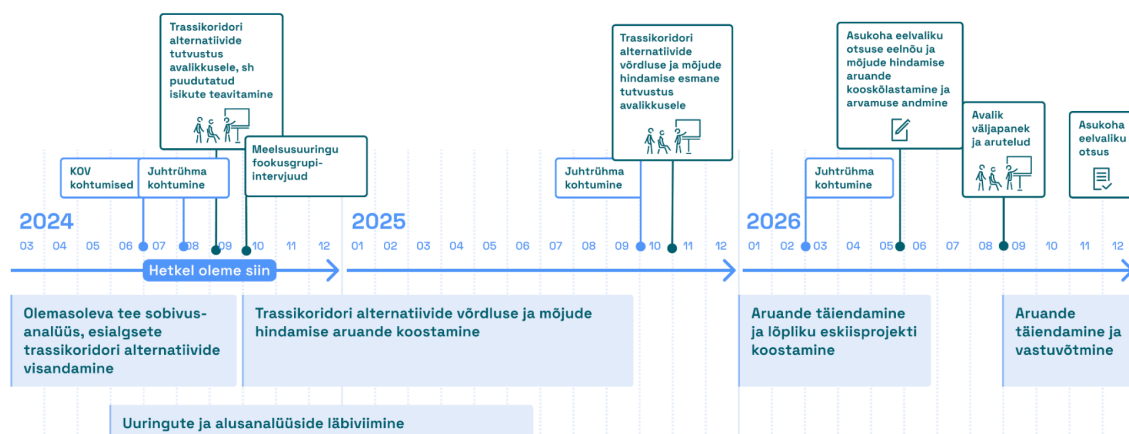 Trassikoridori
alternatiivide
tutvustus
avalikkusele, sh
puudutatud
isikute teavitamine
Trassikoridori
alternatiivide
võrdluse ja mõjude
hindamise esmane
tutvustus
avalikkusele
Asukoha eelvaliku
otsuse eelnõu ja
mõjude hindamise
aruande
kooskõlastamine ja
arvamuse andmine
Avalik
väljapanek
ja arutelud
Asukoha
eelvaliku
otsus
Meelsusuuringu
fookusgrupi-
intervjuud
KOV
kohtumised
Juhtrühma
kohtumine
Juhtrühma
kohtumine
Juhtrühma
kohtumine
2024
2025
2026
03 04 05 06 07 08 09 10 11 12 01 02 03 04 05 06 07 08 09 10 11 12 01 02 03 04 05 06 07 08 09 10 11 12
Hetkel oleme siin
Olemasoleva tee sobivus-
analüüs, esialgsete
trassikoridori alternatiivide
visandamine
Trassikoridori alternatiivide võrdluse ja mõjude
hindamise aruande koostamine
Aruande täiendamine
ja lõpliku eskiisprojekti
koostamine
Aruande
täiendamine ja
vastuvõtmine
Uuringute ja alusanalüüside läbiviimine